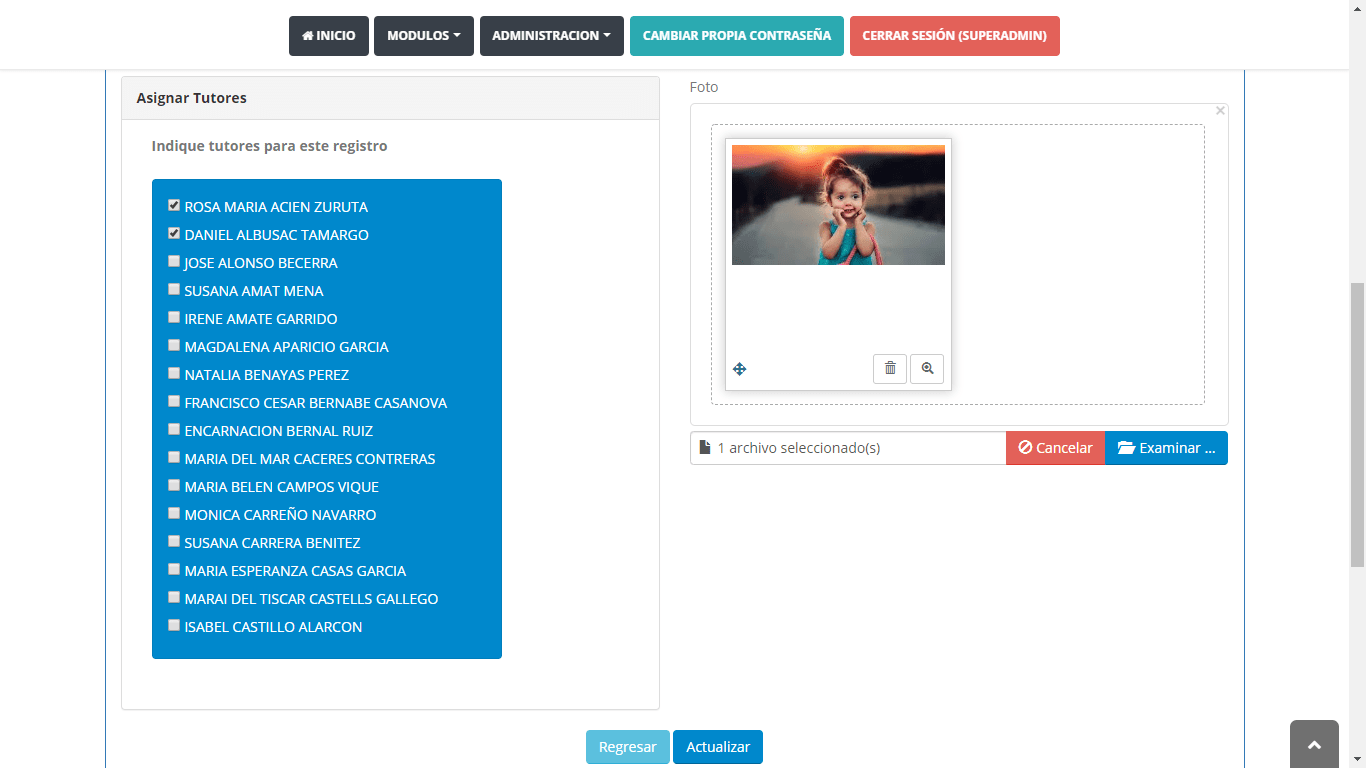 INICIO
MODULOS
ADMINISTRACION
CAMBIAR PROPIA CONTRASEÑA
CERRAR SESIÓN (SUPERADMIN)
Asignar Tutores
Indique tutores para este registro
ROSA MARIA ACIEN ZURUTA
DANIEL ALBUSAC TAMARGO
JOSE ALONSO BECERRA
SUSANA AMAT MENA
IRENE AMATE GARRIDO
MAGDALENA APARICIO GARCIA
NATALIA BENAYAS PEREZ
FRANCISCO CESAR BERNABE CASANOVA
ENCARNACION BERNAL RUIZ
MARIA DEL MAR CACERES CONTRERAS
MARIA BELEN CAMPOS VIQUE
MONICA CARREÑO NAVARRO
SUSANA CARRERA BENITEZ
MARIA ESPERANZA CASAS GARCIA
MARAI DEL TISCAR CASTELLS GALLEGO
ISABEL CASTILLO ALARCON
Foto
×
1 archivo seleccionado(s)
Cancelar
Examinar ...
Regresar
Actualizar